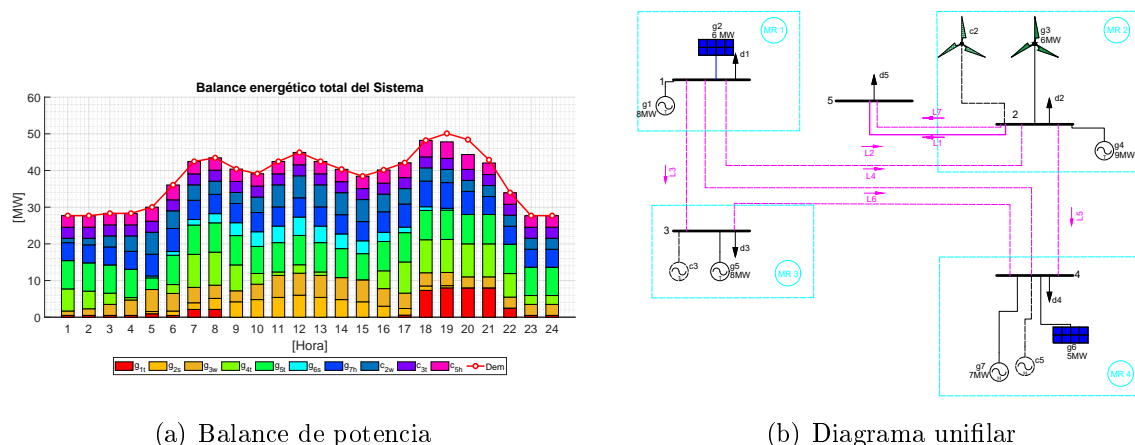 Balance energético total del Sistema
60
50
40
30
20
10
0
[MW]
1 2 3 4 5 6 7 8 9 10 11 12 13 14 15 16 17 18 19 20 21 22 23 24
[Hora]
g1t g2s g3w g4t g5t g6s g7h c2w c3t c5h Dem
(a) Balance de potencia
MR 1
g2
6 MW
d1
1
g1
8MW
MR 2
c2
g3
6MW
d2
2
g4
9MW
d5
5
L7
L1
L2
L4
L6
L3
L5
3
d3
c3
g5
8MW
MR 3
4
d4
g7
7MW
c5
g6
5MW
MR 4
(b) Diagrama unifilar